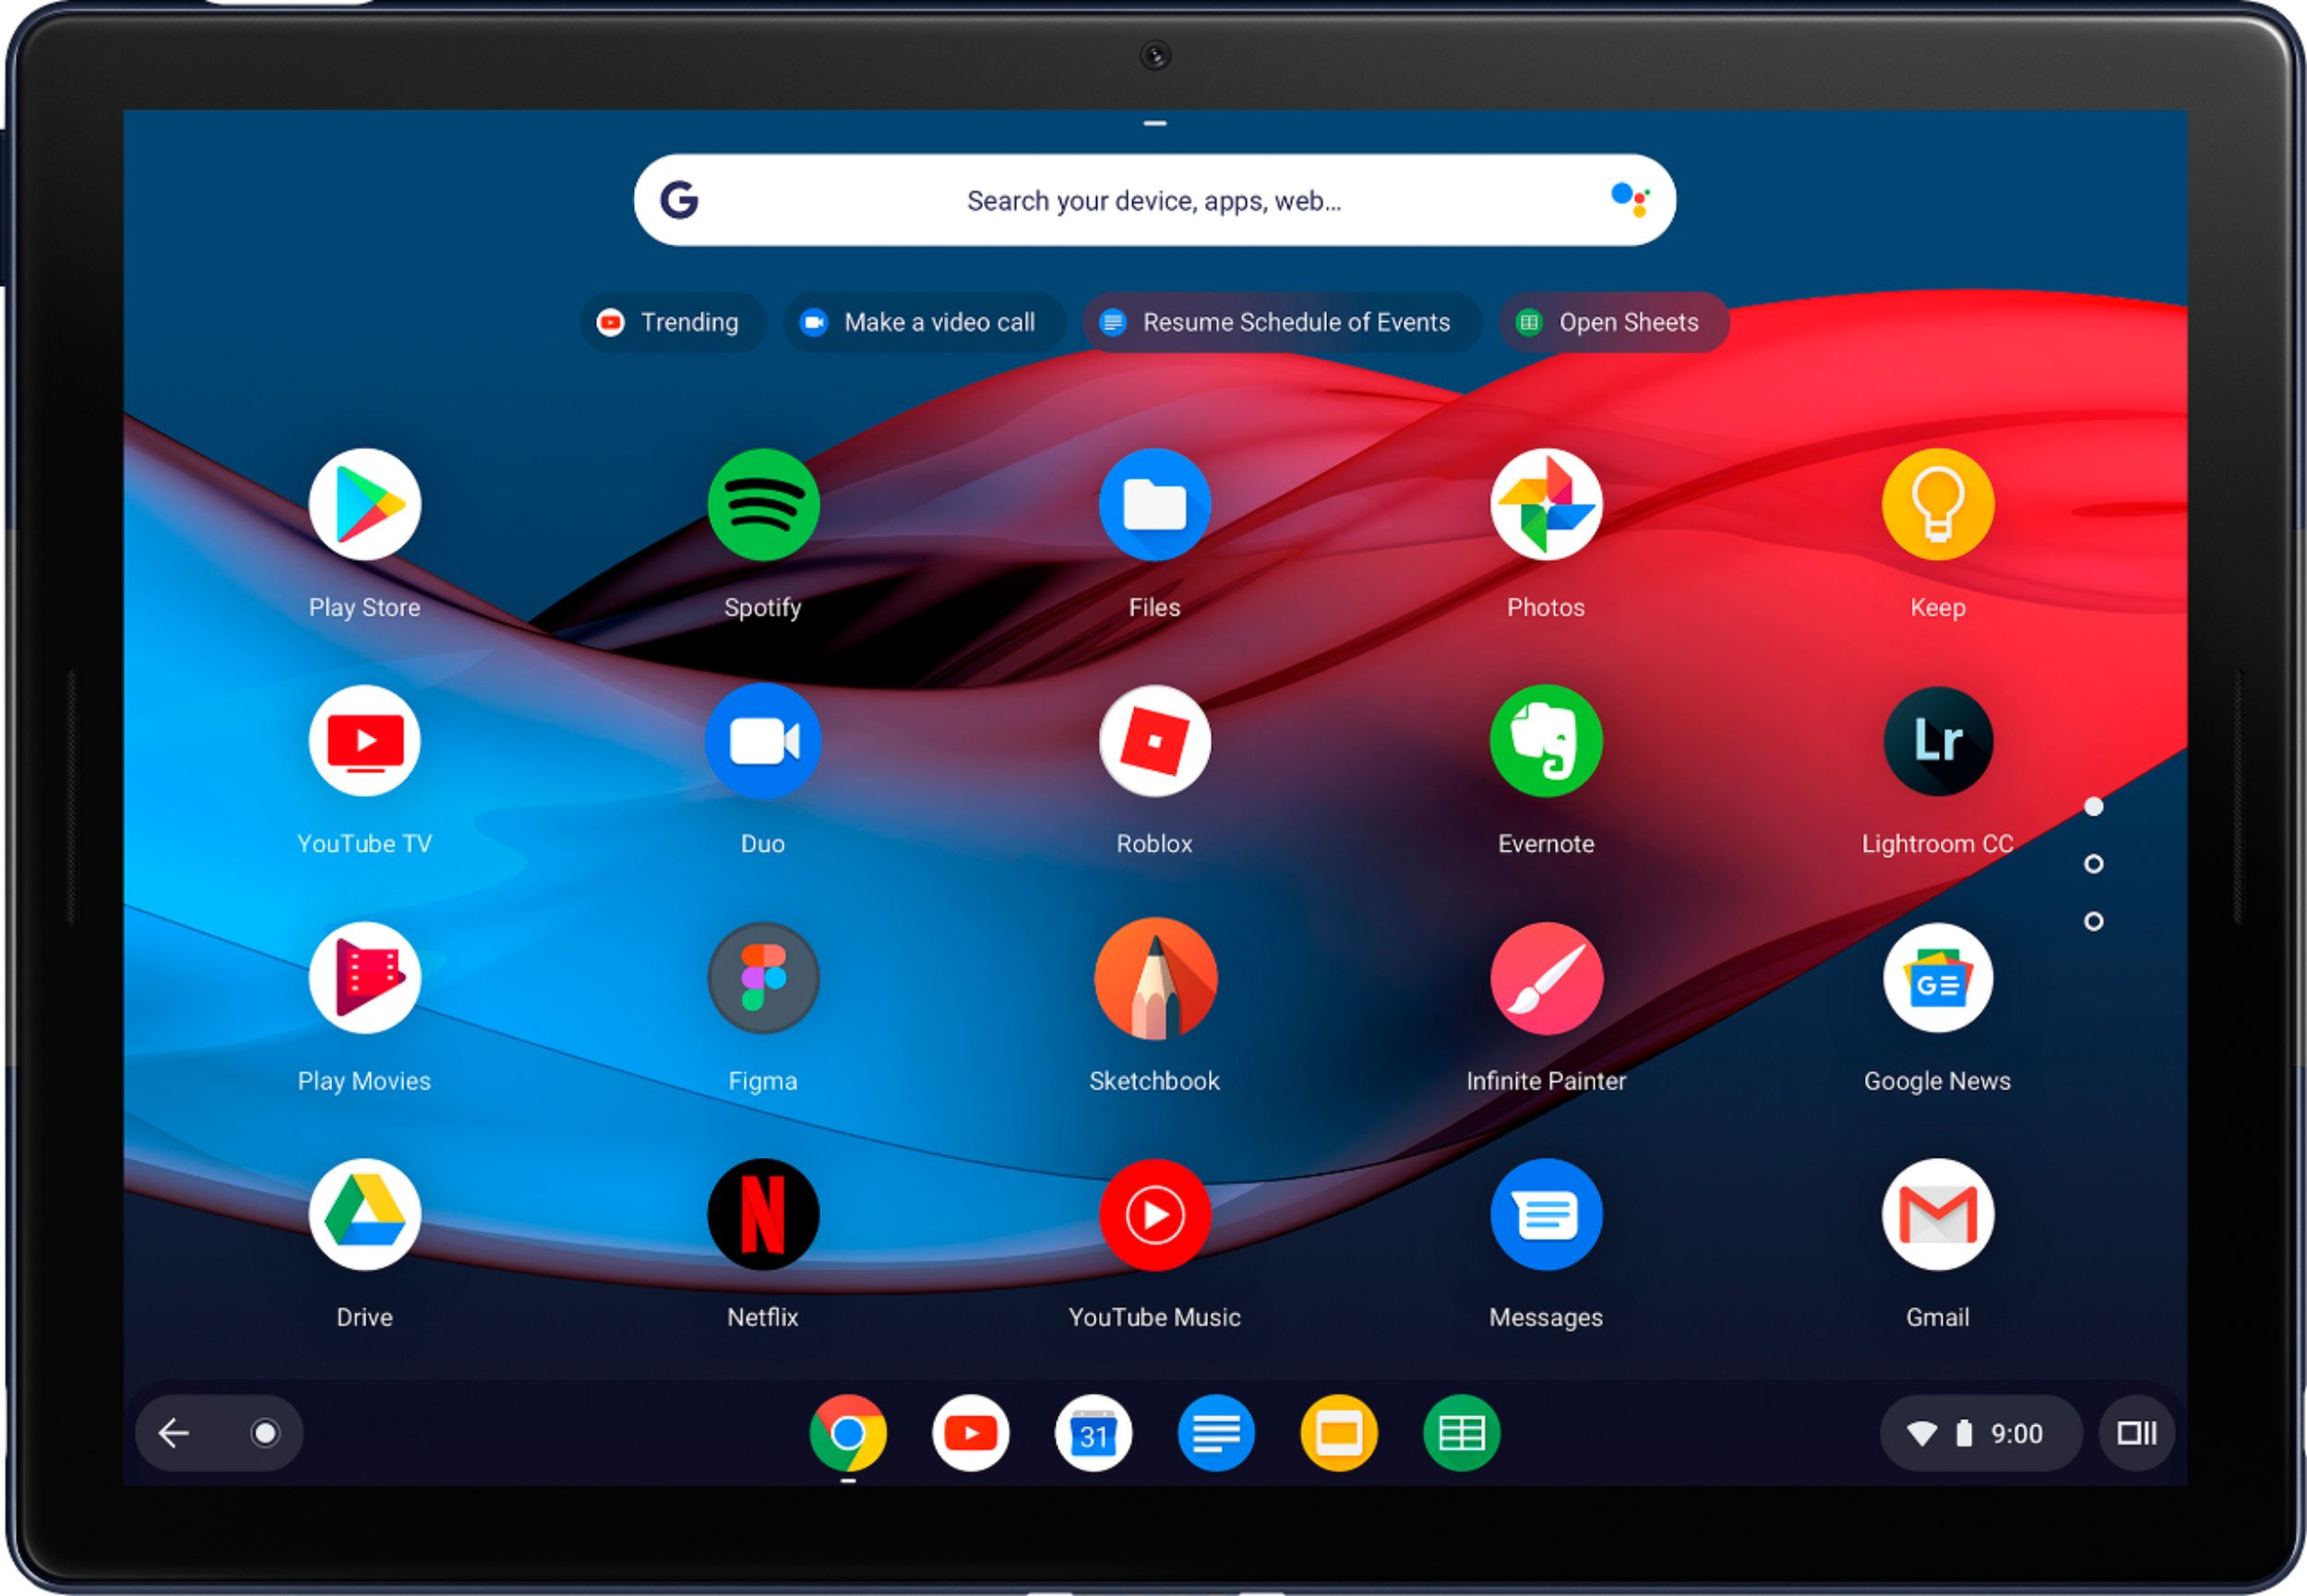 G Search your device, apps, web...
Trending Make a video call Resume Schedule of Events Open Sheets
Play Store Spotify Files Photos Keep
Lr
YouTube TV Duo Roblox Evernote Lightroom CC
GE
Play Movies Figma Sketchbook Infinite Painter Google News
N
Drive Netflix YouTube Music Messages Gmail
31 9:00